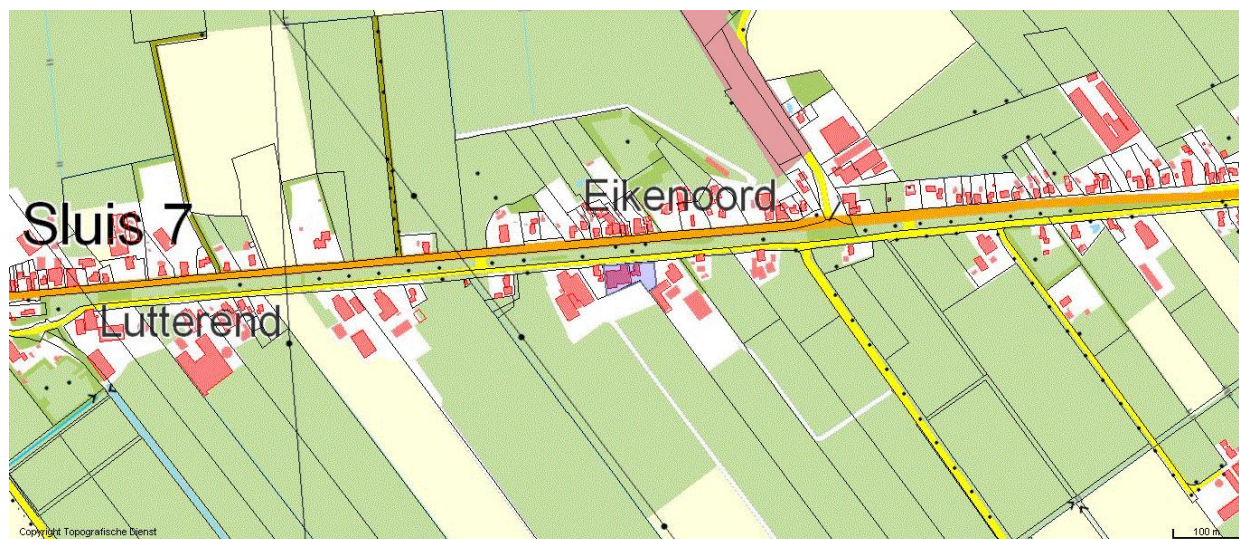 Eikenoord
Sluis 7
Lutterend
Copyright Topografische Dienst
100 m